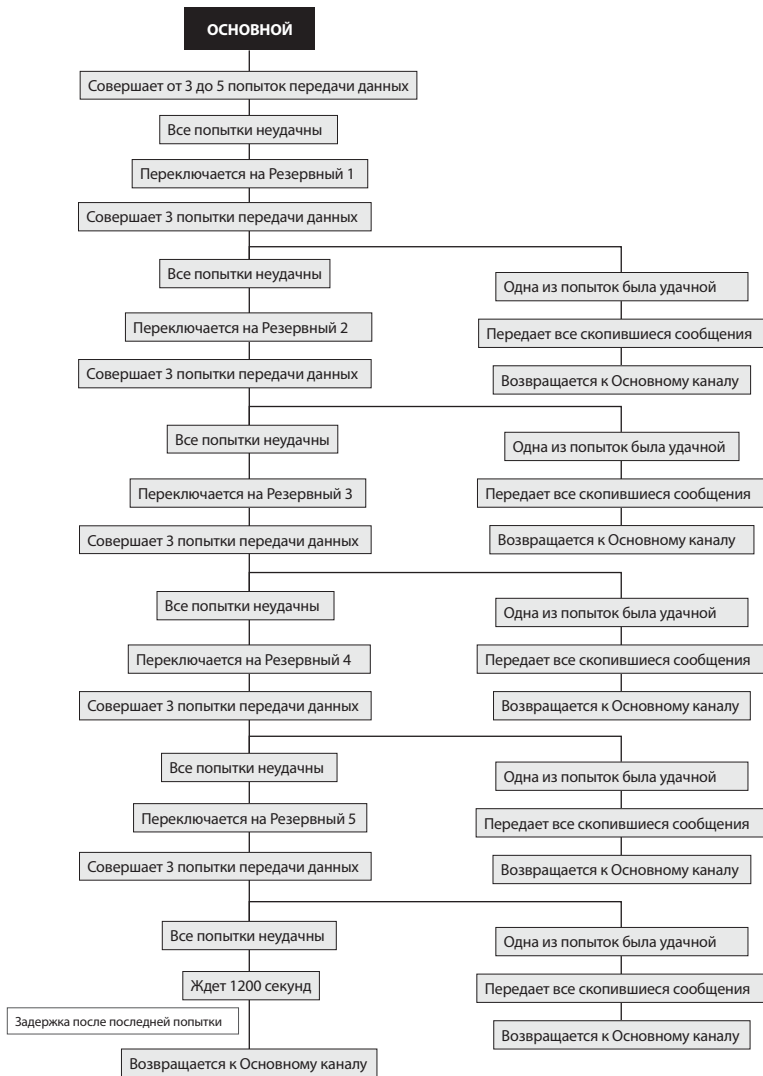 ОСНОВНОЙ
Совершает от 3 до 5 попыток передачи данных
Все попытки неудачны
Переключается на Резервный 1
Совершает 3 попытки передачи данных
Все попытки неудачны
Одна из попыток была удачной
Переключается на Резервный 2
Передает все скопившиеся сообщения
Совершает 3 попытки передачи данных
Возвращается к Основному каналу
Все попытки неудачны
Одна из попыток была удачной
Переключается на Резервный 3
Передает все скопившиеся сообщения
Совершает 3 попытки передачи данных
Возвращается к Основному каналу
Все попытки неудачны
Одна из попыток была удачной
Переключается на Резервный 4
Передает все скопившиеся сообщения
Совершает 3 попытки передачи данных
Возвращается к Основному каналу
Все попытки неудачны
Одна из попыток была удачной
Переключается на Резервный 5
Передает все скопившиеся сообщения
Совершает 3 попытки передачи данных
Возвращается к Основному каналу
Все попытки неудачны
Одна из попыток была удачной
Ждет 1200 секунд
Передает все скопившиеся сообщения
Задержка после последней попытки
Возвращается к Основному каналу
Возвращается к Основному каналу